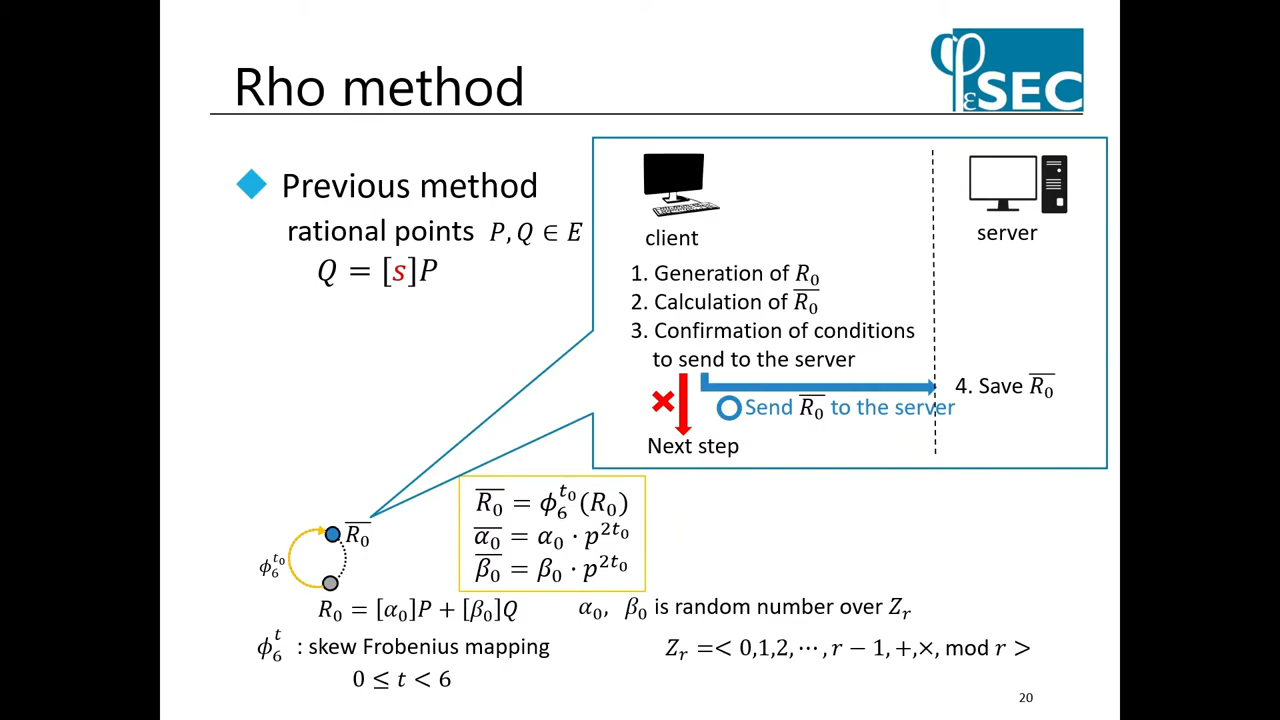 Rho method
φεSEC
Previous method
rational points P, Q ∈ E
Q = [s]P
client
server
1. Generation of R₀
2. Calculation of R̅₀
3. Confirmation of conditions
to send to the server
4. Save R̅₀
Send R̅₀ to the server
Next step
R̅₀ = ϕ₆^{t₀}(R₀)
α̅₀ = α₀ · p^{2t₀}
β̅₀ = β₀ · p^{2t₀}
R̅₀
ϕ₆^{t₀}
R₀ = [α₀]P + [β₀]Q
α₀, β₀ is random number over Z_r
ϕ₆^t : skew Frobenius mapping
Z_r =< 0,1,2, ⋯ , r − 1, +,×, mod r >
0 ≤ t < 6
20